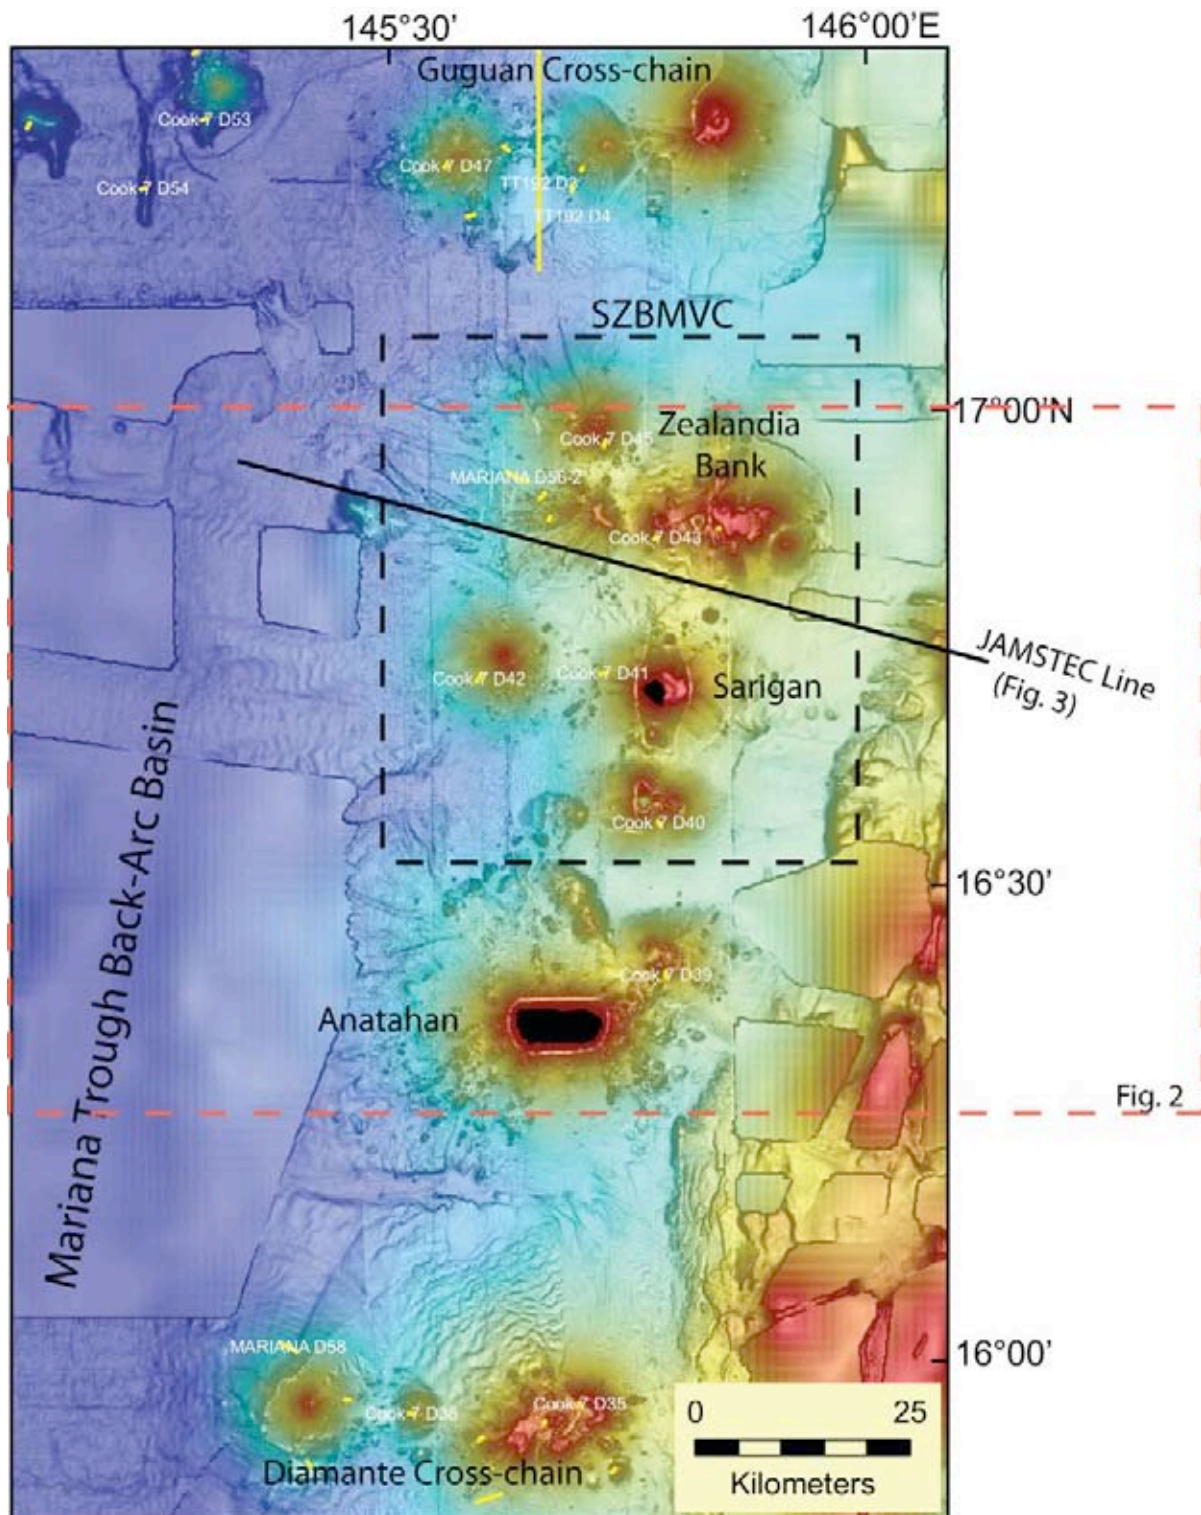 145°30'
146°00'E
Guguan Cross-chain
Cook 7 D53
Cook 7 D47
Cook 7 D54
TT192 D3
TT192 D4
SZBMVC
17°00'N
Zealandia
Bank
Cook 7 D45
MARIANA D56-2
Cook 7 D43
JAMSTEC Line
(Fig. 3)
Cook 7 D42
Cook 7 D41
Sarigan
Cook 7 D40
16°30'
Cook 7 D39
Anatahan
Mariana Trough Back-Arc Basin
Fig. 2
MARIANA D58
16°00'
Cook 7 D36
Cook 7 D35
Diamante Cross-chain
0 25
Kilometers